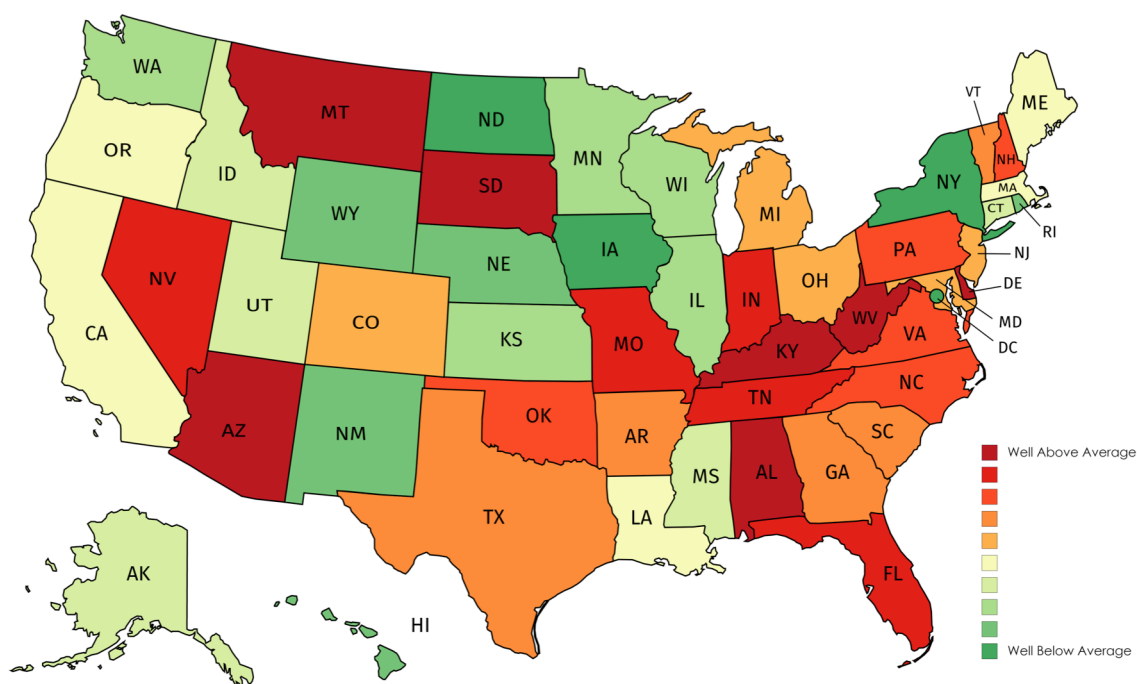 WA
MT
ND
VT
ME
OR
MN
NH
ID
SD
WI
NY
MA
WY
MI
CT
RI
IA
PA
NJ
NE
NV
OH
DE
UT
IL
IN
CA
CO
WV
MD
KS
MO
KY
VA
DC
NC
TN
OK
AZ
NM
AR
SC
Well Above Average
MS
AL
GA
TX
LA
AK
FL
HI
Well Below Average